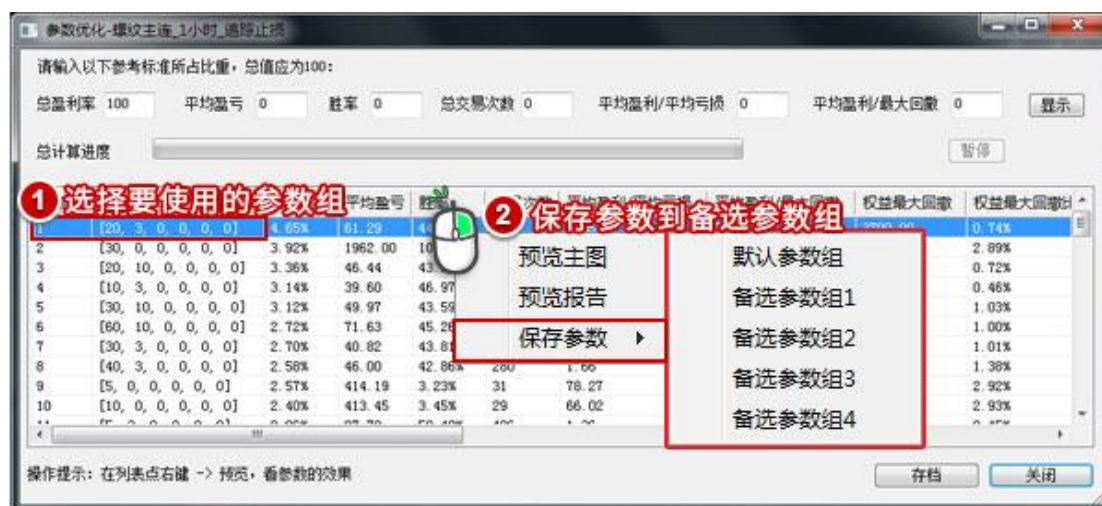 参数优化-螺纹主连_1小时_追踪止损
请输入以下参考标准所占比重，总值应为100：
总盈利率 100 平均盈亏 0 胜率 0 总交易次数 0 平均盈利/平均亏损 0 平均盈利/最大回撤 0 显示
总计算进度 暂停
1 选择要使用的参数组 平均盈亏 权益最大回撤 权益最大回撤比
2 保存参数到备选参数组
1 [20, 3, 0, 0, 0, 0] 4.65% 61.29 0.74%
2 [30, 0, 0, 0, 0, 0] 3.92% 1962.00 2.89%
3 [20, 10, 0, 0, 0, 0] 3.36% 46.44 0.72%
4 [10, 3, 0, 0, 0, 0] 3.14% 39.60 46.97 0.46%
5 [30, 10, 0, 0, 0, 0] 3.12% 49.97 43.59 1.03%
6 [60, 10, 0, 0, 0, 0] 2.72% 71.63 1.00%
7 [30, 3, 0, 0, 0, 0] 2.70% 40.82 1.01%
8 [40, 3, 0, 0, 0, 0] 2.58% 46.00 42.86% 280 1.66 1.38%
9 [5, 0, 0, 0, 0, 0] 2.57% 414.19 3.23% 31 78.27 2.92%
10 [10, 0, 0, 0, 0, 0] 2.40% 413.45 3.45% 29 66.02 2.93%
预览主图
预览报告
保存参数
默认参数组
备选参数组1
备选参数组2
备选参数组3
备选参数组4
操作提示：在列表点右键 -> 预览，看参数的效果 存档 关闭